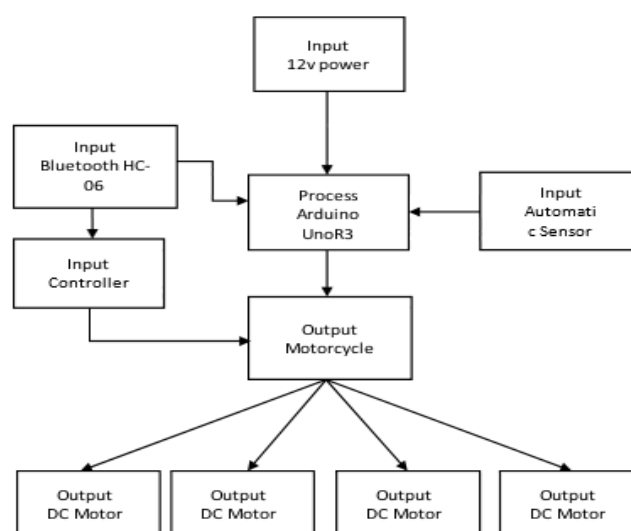 Input
12v power
Input
Bluetooth HC-
06
Process
Arduino
UnoR3
Input
Automati
c Sensor
Input
Controller
Output
Motorcycle
Output
DC Motor
Output
DC Motor
Output
DC Motor
Output
DC Motor